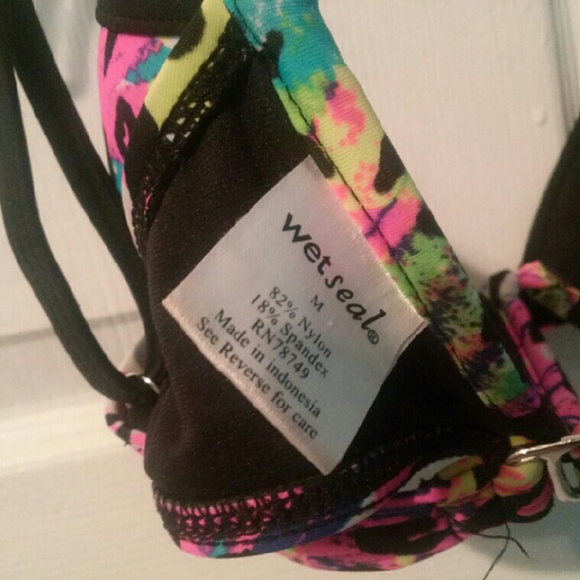 wet seal®
M
82% Nylon
18% Spandex
RN78749
Made in Indonesia
See Reverse for care